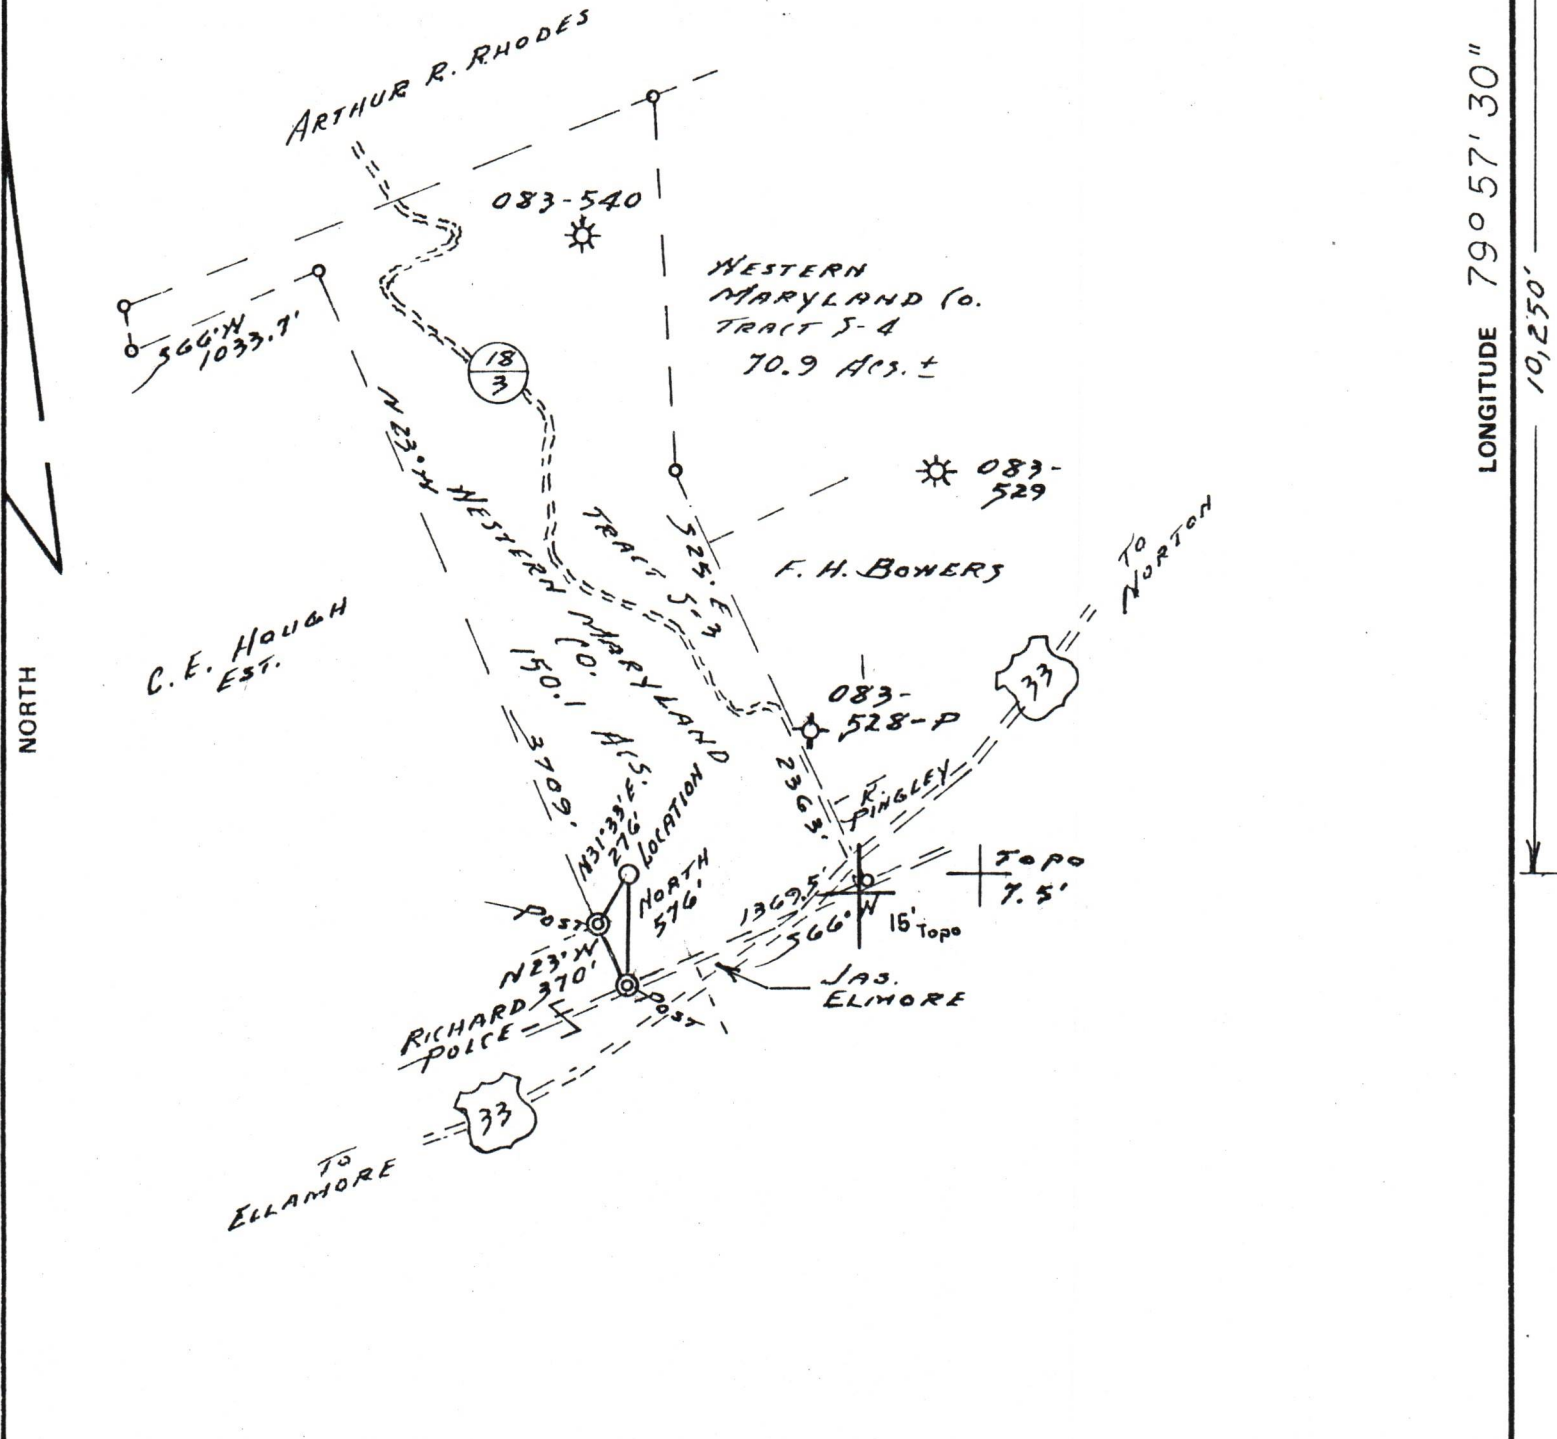 ARTHUR R. RHODES
083-540
WESTERN
MARYLAND CO.
TRACT S-4
70.9 Acs. ±
S66°W
1033.7'
18
3
N 23° W
3709.'
WESTERN MARYLAND
CO.
150.1 ACS.
TRACT S-3
S25° E
2363.'
083-
529
F. H. BOWERS
TO
NORTON
33
C. E. HOUGH
EST.
083-
528-P
R.
PINGLEY
N31°33'E.
276'
LOCATION
NORTH
576'
POST
N23°W
370'
POST
1369.5'
S66° W
15' TOPO
TOPO
7.5'
JAS.
ELMORE
RICHARD
POLCE
33
TO
ELLAMORE
NORTH
LONGITUDE 79° 57' 30"
10,250'